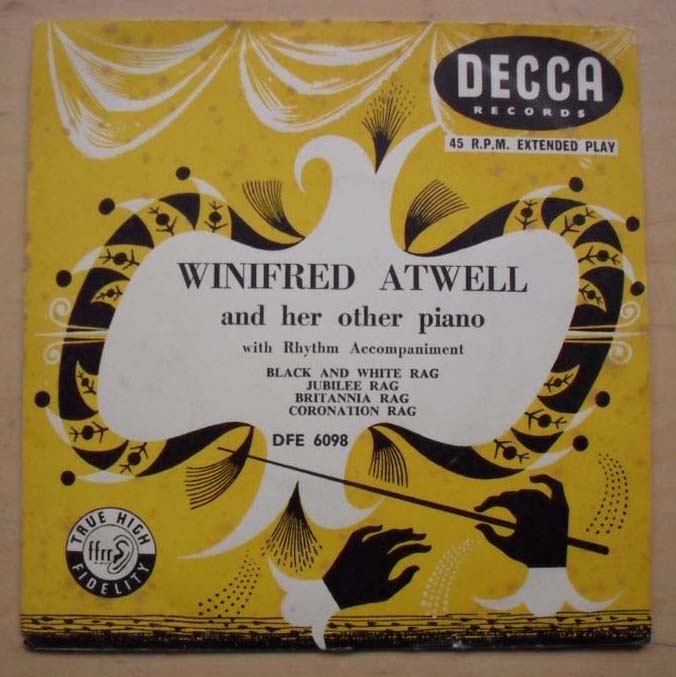 DECCA
RECORDS
45 R.P.M. EXTENDED PLAY
WINIFRED ATWELL
and her other piano
with Rhythm Accompaniment
BLACK AND WHITE RAG
JUBILEE RAG
BRITANNIA RAG
CORONATION RAG
DFE 6098
TRUE HIGH
ffrr
FIDELITY